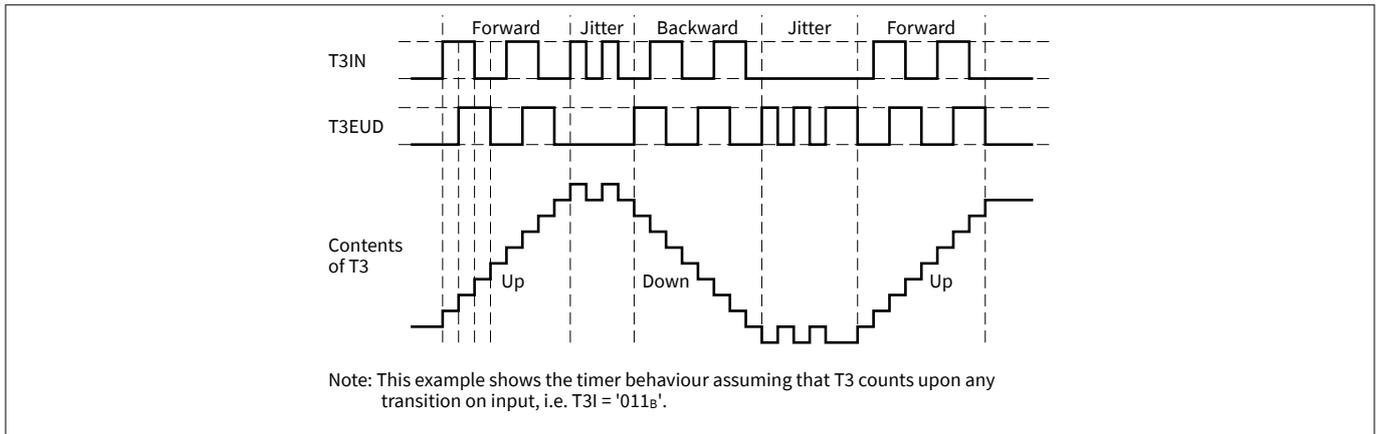 Forward Jitter Backward Jitter Forward
T3IN
T3EUD
Contents
of T3
Up Down Up
Note: This example shows the timer behaviour assuming that T3 counts upon any
transition on input, i.e. T3I = '011B'.